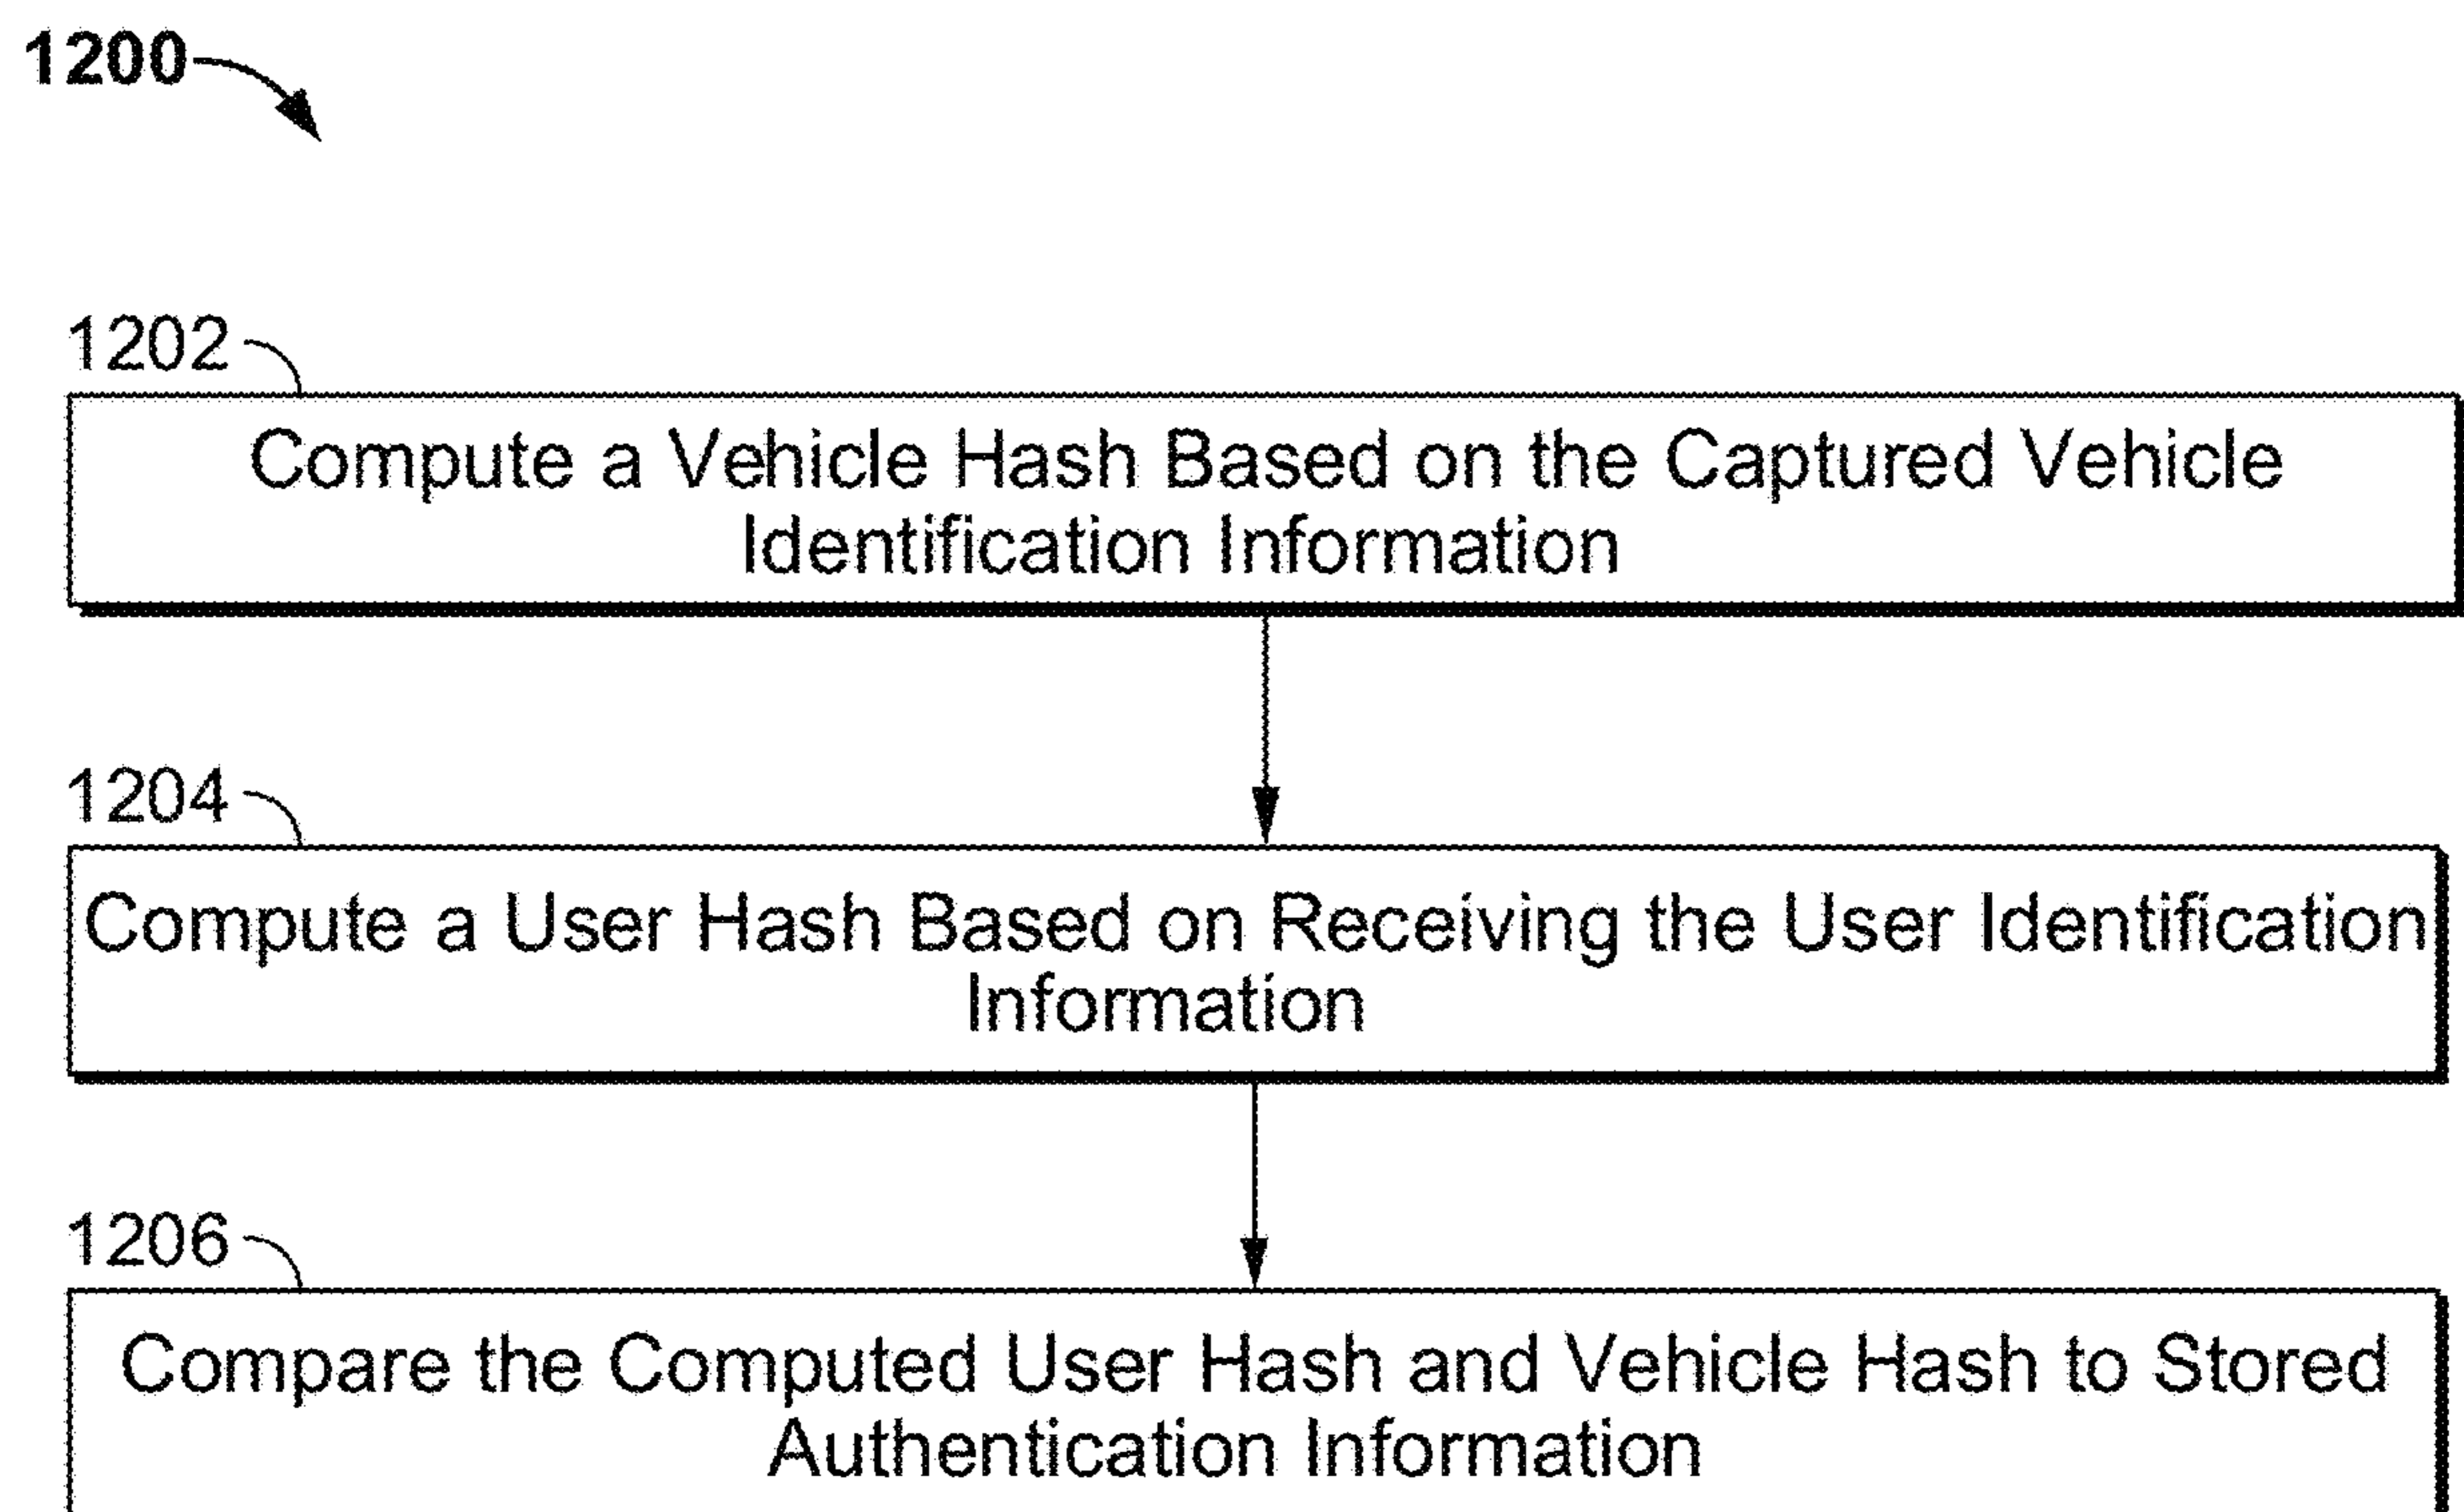 1200
1202
Compute a Vehicle Hash Based on the Captured Vehicle
Identification Information
1204
Compute a User Hash Based on Receiving the User Identification
Information
1206
Compare the Computed User Hash and Vehicle Hash to Stored
Authentication Information